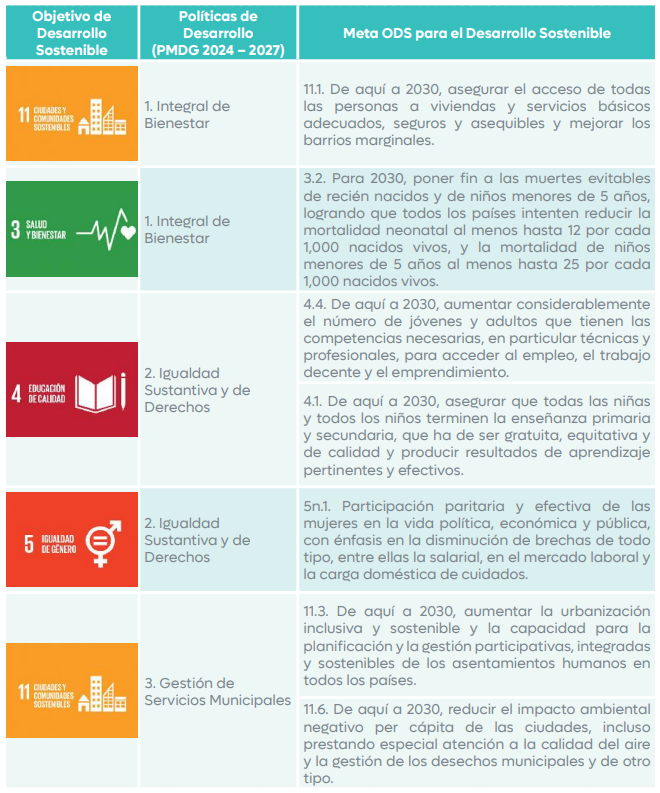 Objetivo de
Desarrollo
Sostenible
Políticas de
Desarrollo
(PMDG 2024 – 2027)
Meta ODS para el Desarrollo Sostenible
11 CIUDADES Y
COMUNIDADES
SOSTENIBLES
1. Integral de
Bienestar
11.1. De aquí a 2030, asegurar el acceso de todas
las personas a viviendas y servicios básicos
adecuados, seguros y asequibles y mejorar los
barrios marginales.
3 SALUD
Y BIENESTAR
1. Integral de
Bienestar
3.2. Para 2030, poner fin a las muertes evitables
de recién nacidos y de niños menores de 5 años,
logrando que todos los países intenten reducir la
mortalidad neonatal al menos hasta 12 por cada
1,000 nacidos vivos, y la mortalidad de niños
menores de 5 años al menos hasta 25 por cada
1,000 nacidos vivos.
4 EDUCACIÓN
DE CALIDAD
2. Igualdad
Sustantiva y de
Derechos
4.4. De aquí a 2030, aumentar considerablemente
el número de jóvenes y adultos que tienen las
competencias necesarias, en particular técnicas y
profesionales, para acceder al empleo, el trabajo
decente y el emprendimiento.
4.1. De aquí a 2030, asegurar que todas las niñas
y todos los niños terminen la enseñanza primaria
y secundaria, que ha de ser gratuita, equitativa y
de calidad y producir resultados de aprendizaje
pertinentes y efectivos.
5 IGUALDAD
DE GÉNERO
2. Igualdad
Sustantiva y de
Derechos
5n.1. Participación paritaria y efectiva de las
mujeres en la vida política, económica y pública,
con énfasis en la disminución de brechas de todo
tipo, entre ellas la salarial, en el mercado laboral y
la carga doméstica de cuidados.
11 CIUDADES Y
COMUNIDADES
SOSTENIBLES
3. Gestión de
Servicios Municipales
11.3. De aquí a 2030, aumentar la urbanización
inclusiva y sostenible y la capacidad para la
planificación y la gestión participativas, integradas
y sostenibles de los asentamientos humanos en
todos los países.
11.6. De aquí a 2030, reducir el impacto ambiental
negativo per cápita de las ciudades, incluso
prestando especial atención a la calidad del aire
y la gestión de los desechos municipales y de otro
tipo.